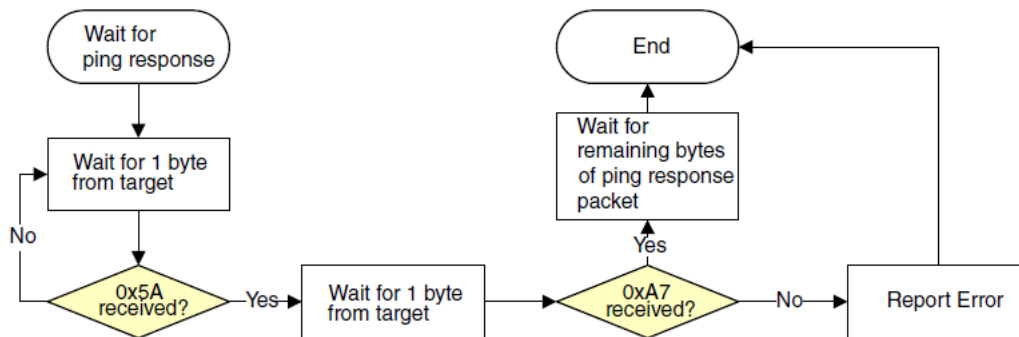 Wait for
ping response
Wait for 1 byte
from target
No
0x5A
received?
Yes
Wait for 1 byte
from target
0xA7
received?
Yes
Wait for
remaining bytes
of ping response
packet
End
No
Report Error